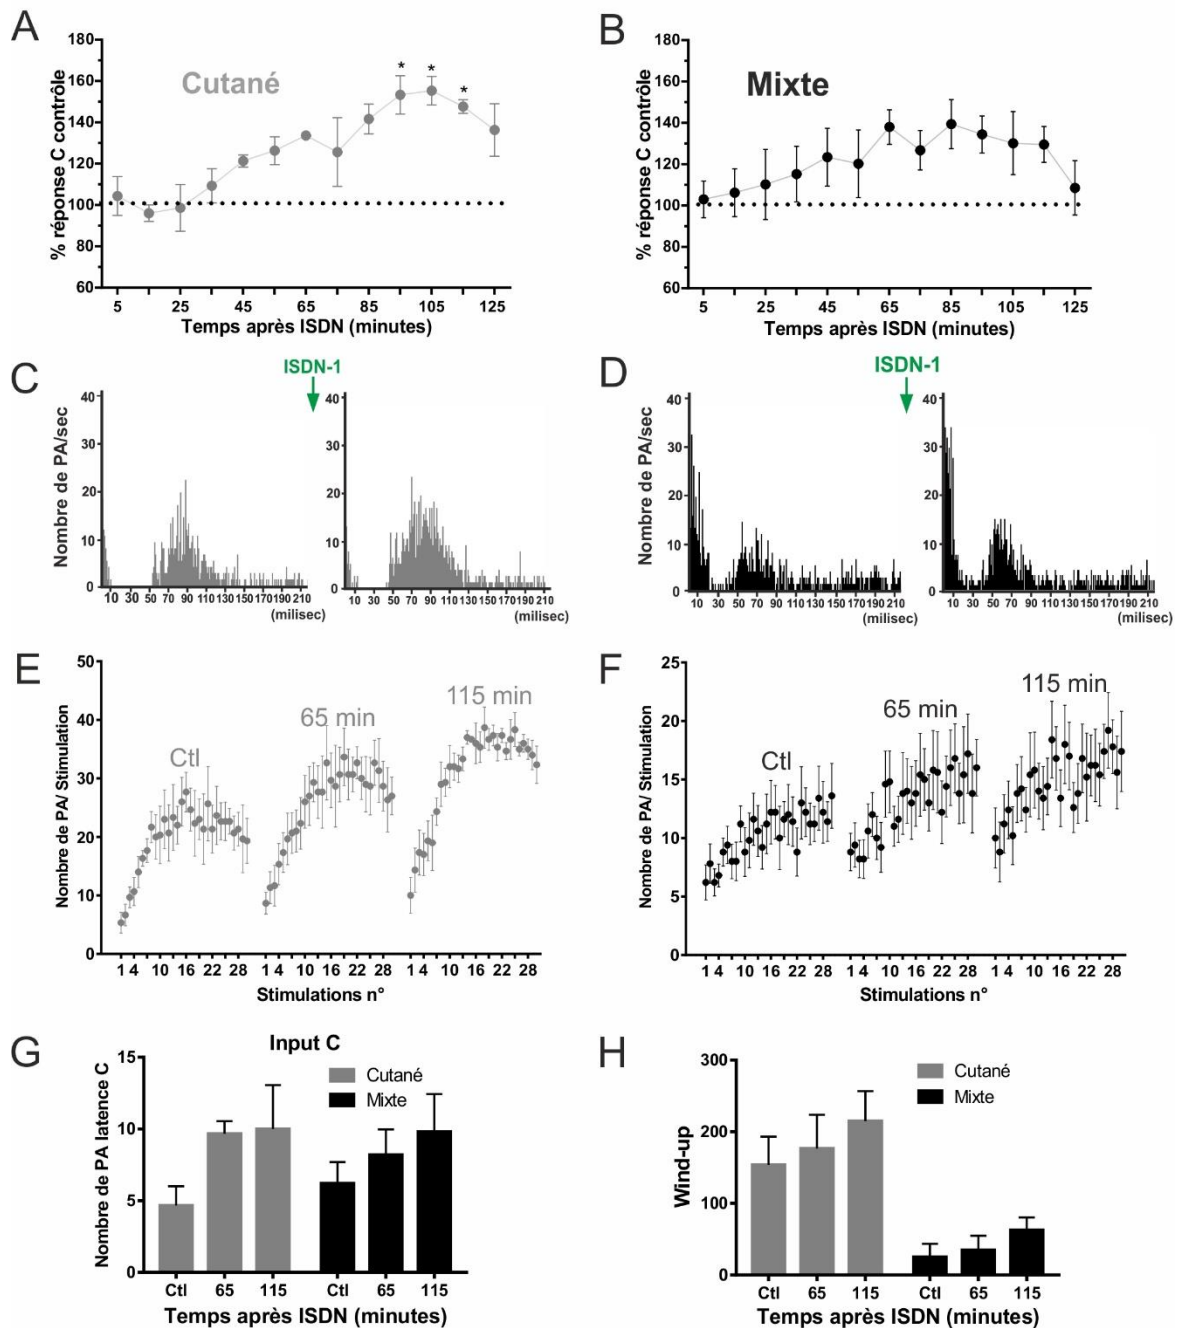 A
180
160
140
120
100
80
60
% réponse C contrôle
Cutané
* * *
5 25 45 65 85 105 125
Temps après ISDN (minutes)
B
180
160
140
120
100
80
60
% réponse C contrôle
Mixte
5 25 45 65 85 105 125
Temps après ISDN (minutes)
C
ISDN-1
Nombre de PA/sec
40
30
20
10
0
10 30 50 70 90 110 130 150 170 190 210
40
30
20
10
0
10 30 50 70 90 110 130 150 170 190 210
(milisec)
(milisec)
D
ISDN-1
Nombre de PA/sec
40
30
20
10
0
10 30 50 70 90 110 130 150 170 190 210
40
30
20
10
0
10 30 50 70 90 110 130 150 170 190 210
(milisec)
(milisec)
E
50
40
30
20
10
0
Nombre de PA/ Stimulation
Ctl
65 min
115 min
1 4 10 16 22 28 1 4 10 16 22 28 1 4 10 16 22 28
Stimulations n°
F
25
20
15
10
5
0
Nombre de PA/ Stimulation
Ctl
65 min
115 min
1 4 10 16 22 28 1 4 10 16 22 28 1 4 10 16 22 28
Stimulations n°
G
Input C
15
10
5
0
Nombre de PA latence C
Cutané
Mixte
Ctl 65 115 Ctl 65 115
Temps après ISDN (minutes)
H
300
200
100
0
Wind-up
Cutané
Mixte
Ctl 65 115 Ctl 65 115
Temps après ISDN (minutes)